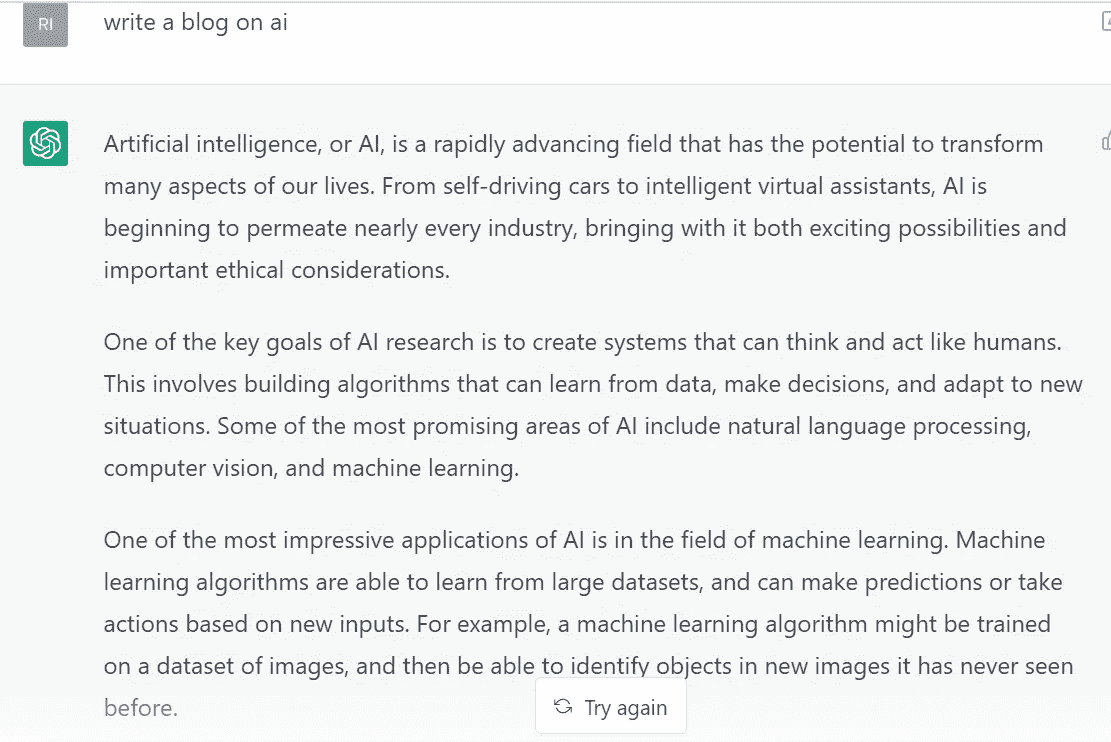 RI
write a blog on ai
Artificial intelligence, or AI, is a rapidly advancing field that has the potential to transform
many aspects of our lives. From self-driving cars to intelligent virtual assistants, AI is
beginning to permeate nearly every industry, bringing with it both exciting possibilities and
important ethical considerations.
One of the key goals of AI research is to create systems that can think and act like humans.
This involves building algorithms that can learn from data, make decisions, and adapt to new
situations. Some of the most promising areas of AI include natural language processing,
computer vision, and machine learning.
One of the most impressive applications of AI is in the field of machine learning. Machine
learning algorithms are able to learn from large datasets, and can make predictions or take
actions based on new inputs. For example, a machine learning algorithm might be trained
on a dataset of images, and then be able to identify objects in new images it has never seen
before.
Try again